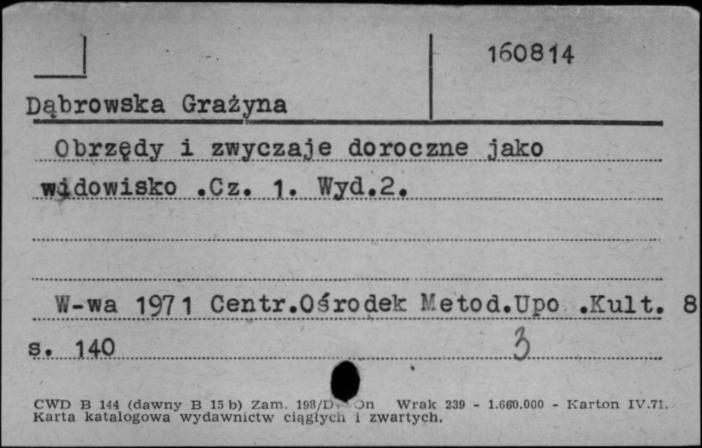 160814
Dąbrowska Grażyna
Obrzędy i zwyczaje doroczne jako
widowisko .Cz. 1. Wyd.2.
W-wa 1971 Centr.Ośrodek Metod.Upo .Kult. 8
s. 140 3
CWD B 144 (dawny B 15 b) Zam. Wrak 239 - 1.660.000 - Karton IV.71.
Karta katalogowa wydawnictw ciągłych i zwartych.